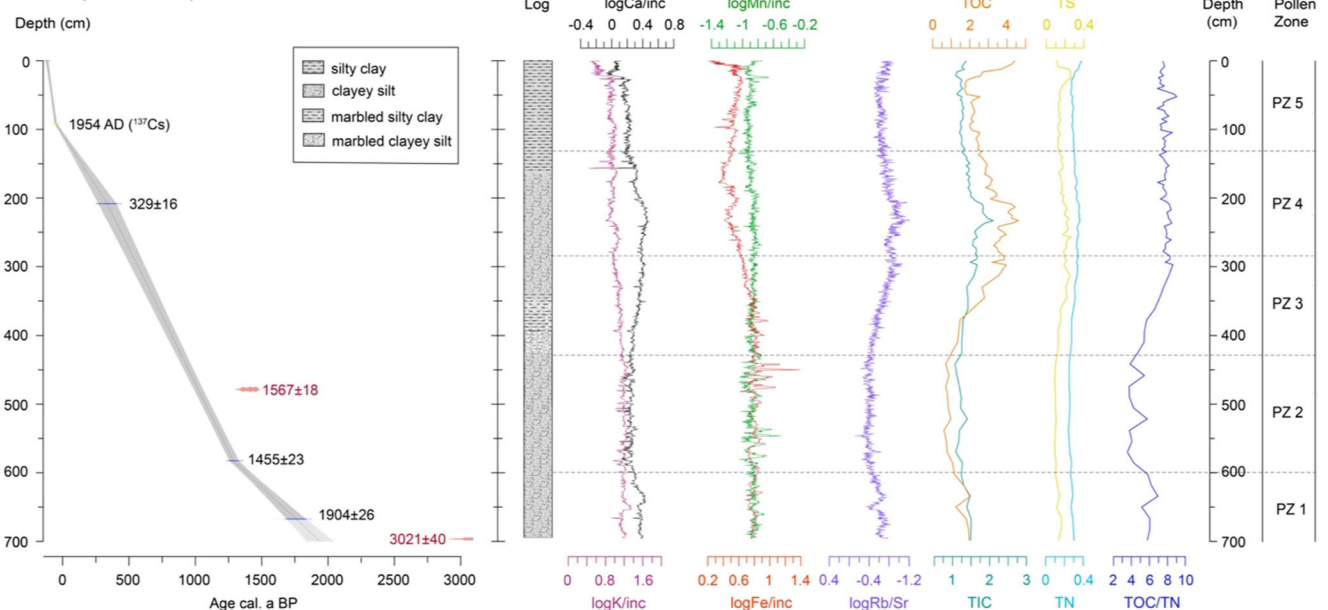 Log
logCa/inc
logMn/inc
TOC
TS
Depth (cm)
Pollen Zone
Depth (cm)
-0.4 0 0.4 0.8
-1.4 -1 -0.6 -0.2
0 2 4
0 0.4
0
100
200
300
400
500
600
700
silty clay
clayey silt
marbled silty clay
marbled clayey silt
1954 AD (¹³⁷Cs)
329±16
1567±18
1455±23
1904±26
3021±40
0
100
200
300
400
500
600
700
PZ 5
PZ 4
PZ 3
PZ 2
PZ 1
0 500 1000 1500 2000 2500 3000
Age cal. a BP
0 0.8 1.6
logK/inc
0.2 0.6 1 1.4
logFe/inc
0.4 -0.4 -1.2
logRb/Sr
1 2 3
TIC
0 0.4
TN
2 4 6 8 10
TOC/TN